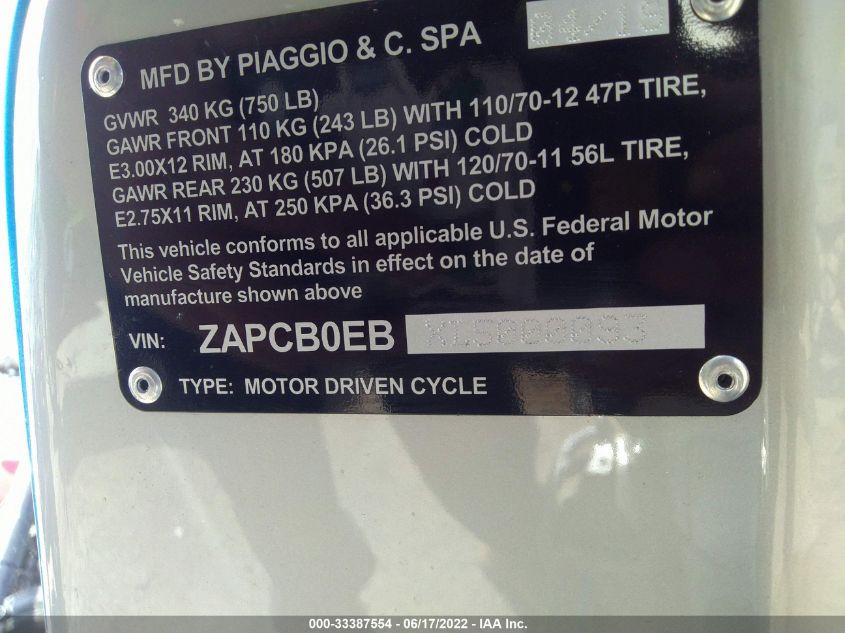 04/19
MFD BY PIAGGIO & C. SPA
GVWR 340 KG (750 LB)
GAWR FRONT 110 KG (243 LB) WITH 110/70-12 47P TIRE,
E3.00X12 RIM, AT 180 KPA (26.1 PSI) COLD
GAWR REAR 230 KG (507 LB) WITH 120/70-11 56L TIRE,
E2.75X11 RIM, AT 250 KPA (36.3 PSI) COLD
This vehicle conforms to all applicable U.S. Federal Motor
Vehicle Safety Standards in effect on the date of
manufacture shown above
VIN: ZAPCB0EB XL5000093
TYPE: MOTOR DRIVEN CYCLE
000-33387554 - 06/17/2022 - IAA Inc.